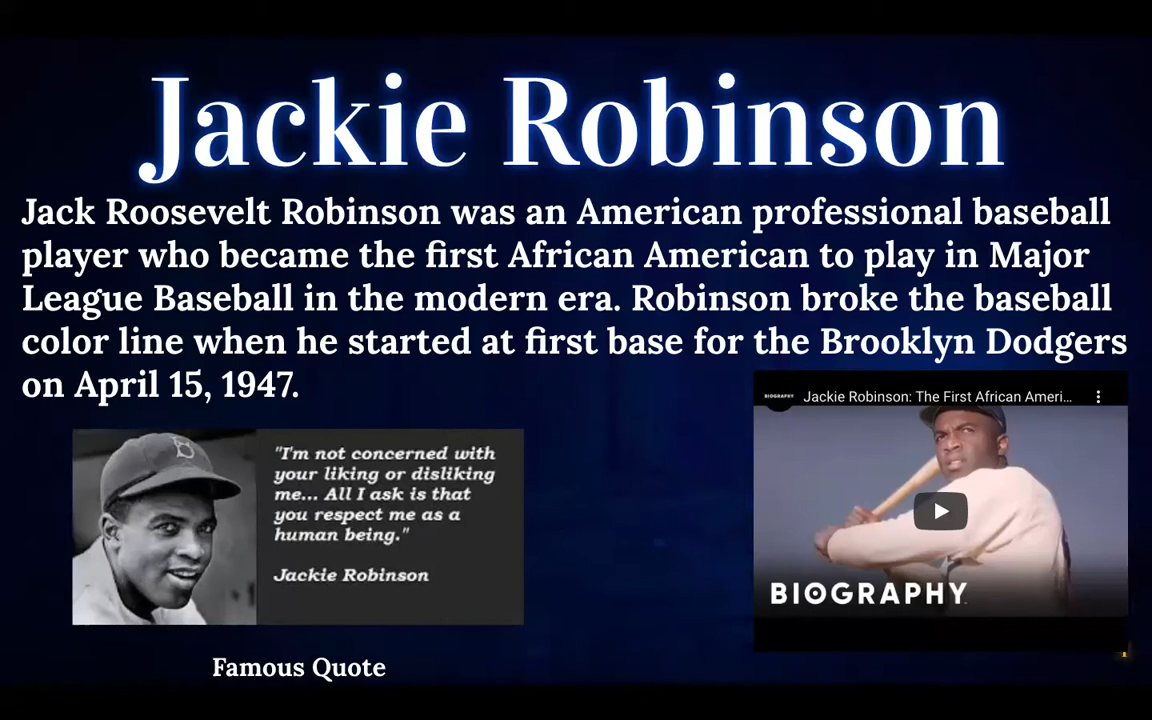 Jackie Robinson
Jack Roosevelt Robinson was an American professional baseball
player who became the first African American to play in Major
League Baseball in the modern era. Robinson broke the baseball
color line when he started at first base for the Brooklyn Dodgers
on April 15, 1947.
"I'm not concerned with
your liking or disliking
me... All I ask is that
you respect me as a
human being."
Jackie Robinson
Famous Quote
BIOGRAPHY
Jackie Robinson: The First African Ameri...
B
BIOGRAPHY